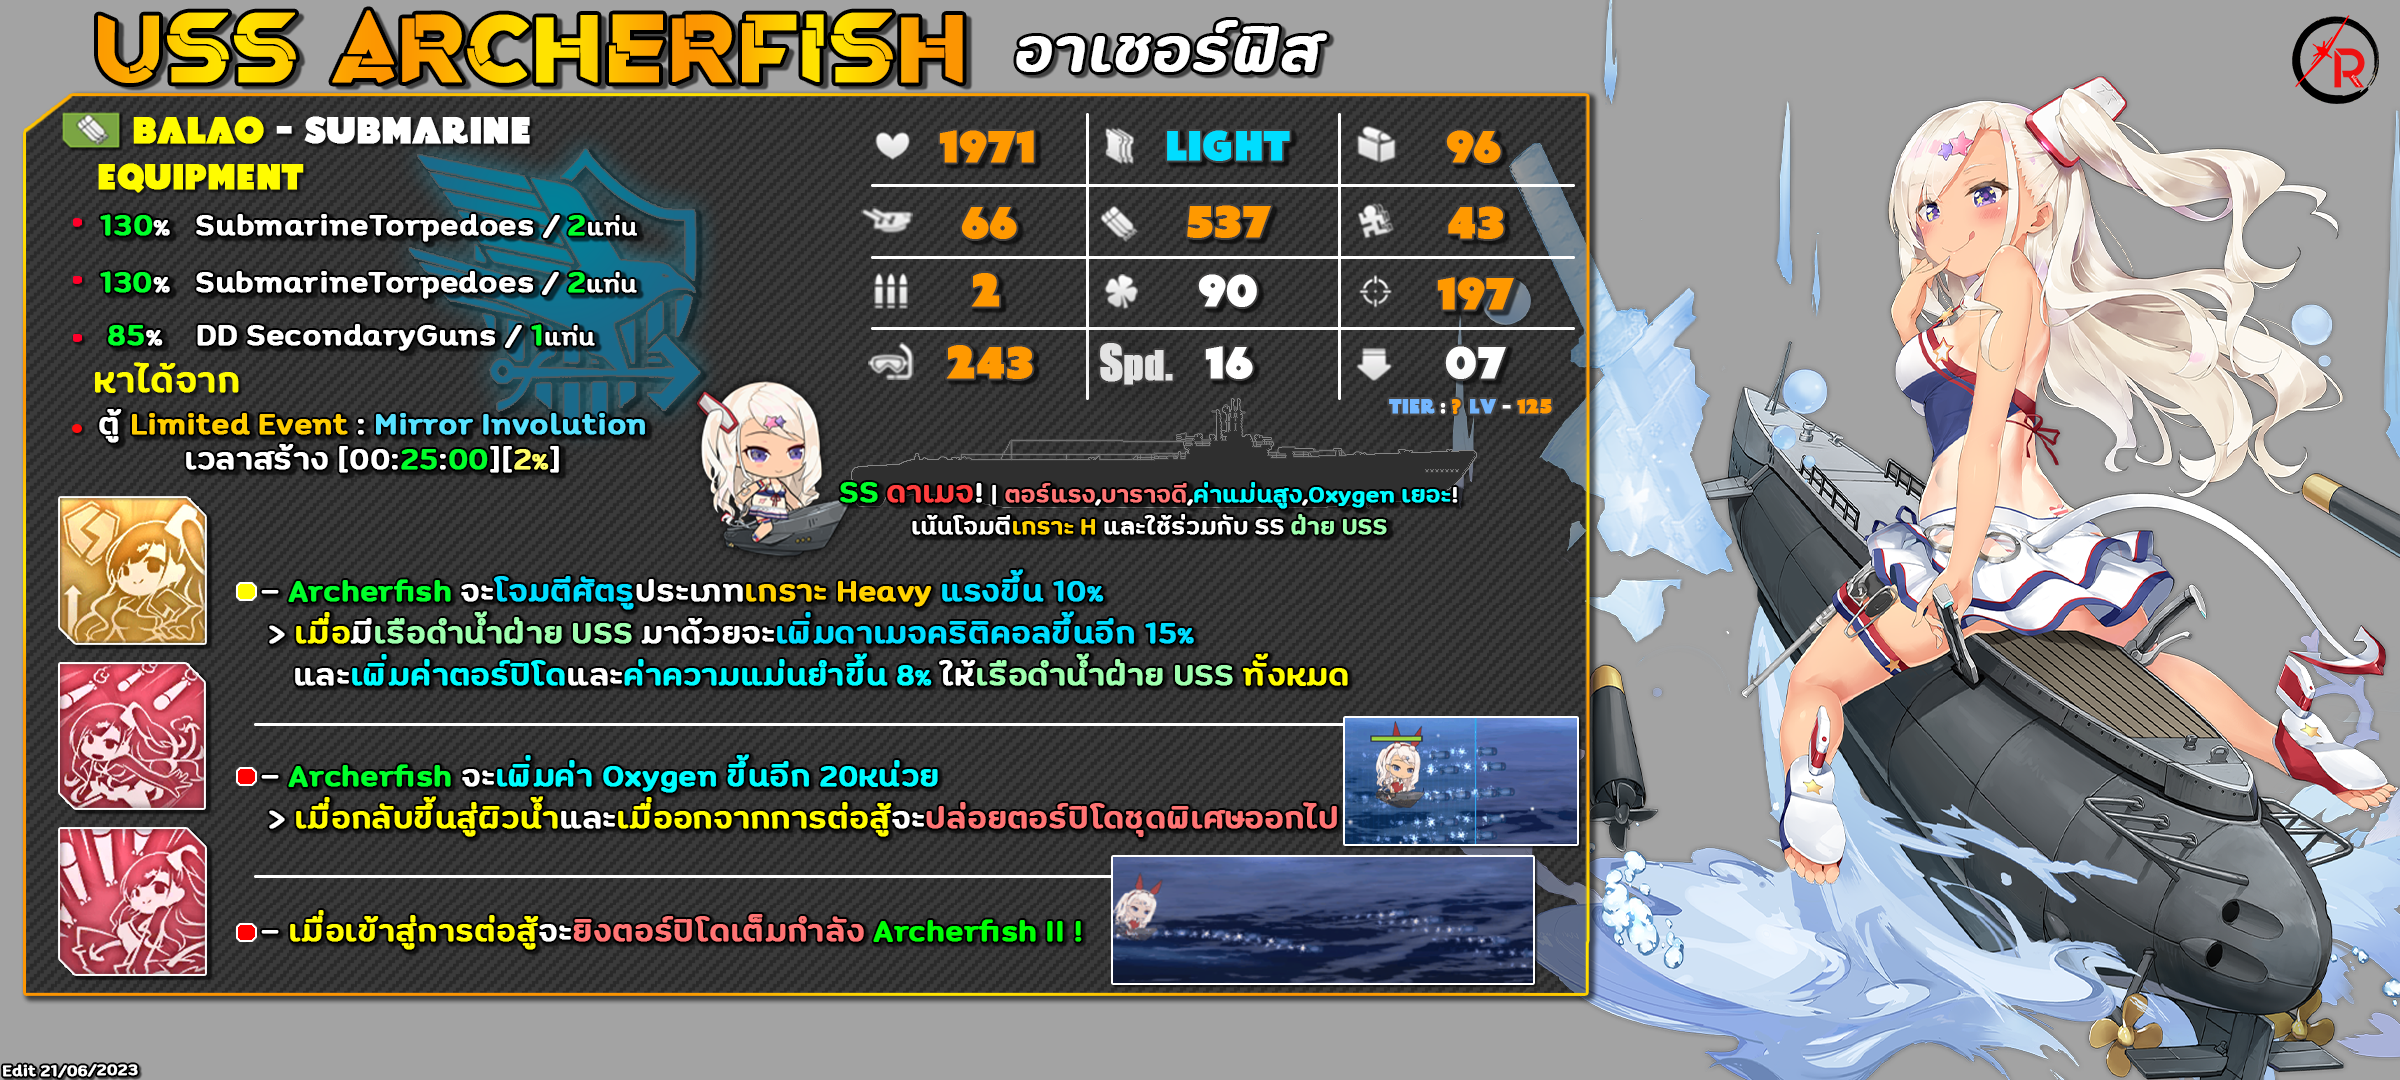 USS ARCHERFISH อาเชอร์ฟิส
R
BALAO - SUBMARINE
EQUIPMENT
130% SubmarineTorpedoes / 2แท่น
130% SubmarineTorpedoes / 2แท่น
85% DD SecondaryGuns / 1แท่น
หาได้จาก
ตู้ Limited Event : Mirror Involution
เวลาสร้าง [00:25:00][2%]
1971 LIGHT 96
66 537 43
2 90 197
243 Spd. 16 07
TIER : ? LV - 125
SS ดาเมจ! | ตอร์แรง,บาราจดี,ค่าแม่นสูง,Oxygen เยอะ!
เน้นโจมตีเกราะ H และใช้ร่วมกับ SS ฝ่าย USS
– Archerfish จะโจมตีศัตรูประเภทเกราะ Heavy แรงขึ้น 10%
> เมื่อมีเรือดำน้ำฝ่าย USS มาด้วยจะเพิ่มดาเมจคริติคอลขึ้นอีก 15%
และเพิ่มค่าตอร์ปิโดและค่าความแม่นยำขึ้น 8% ให้เรือดำน้ำฝ่าย USS ทั้งหมด
– Archerfish จะเพิ่มค่า Oxygen ขึ้นอีก 20หน่วย
> เมื่อกลับขึ้นสู่ผิวน้ำและเมื่ออกจากการต่อสู้จะปล่อยตอร์ปิโดชุดพิเศษออกไป
– เมื่อเข้าสู่การต่อสู้จะยิงตอร์ปิโดเต็มกำลัง Archerfish II !
Edit 21/06/2023